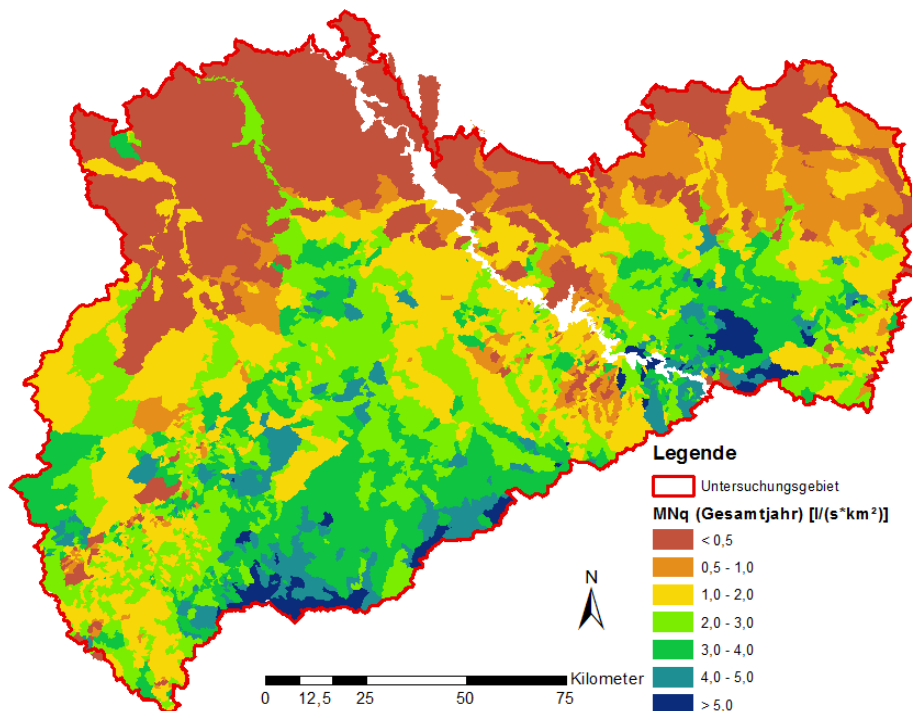 Legende
Untersuchungsgebiet
MNq (Gesamtjahr) [l/(s*km²)]
< 0,5
0,5 - 1,0
1,0 - 2,0
2,0 - 3,0
3,0 - 4,0
4,0 - 5,0
> 5,0
N
Kilometer
0 12,5 25 50 75